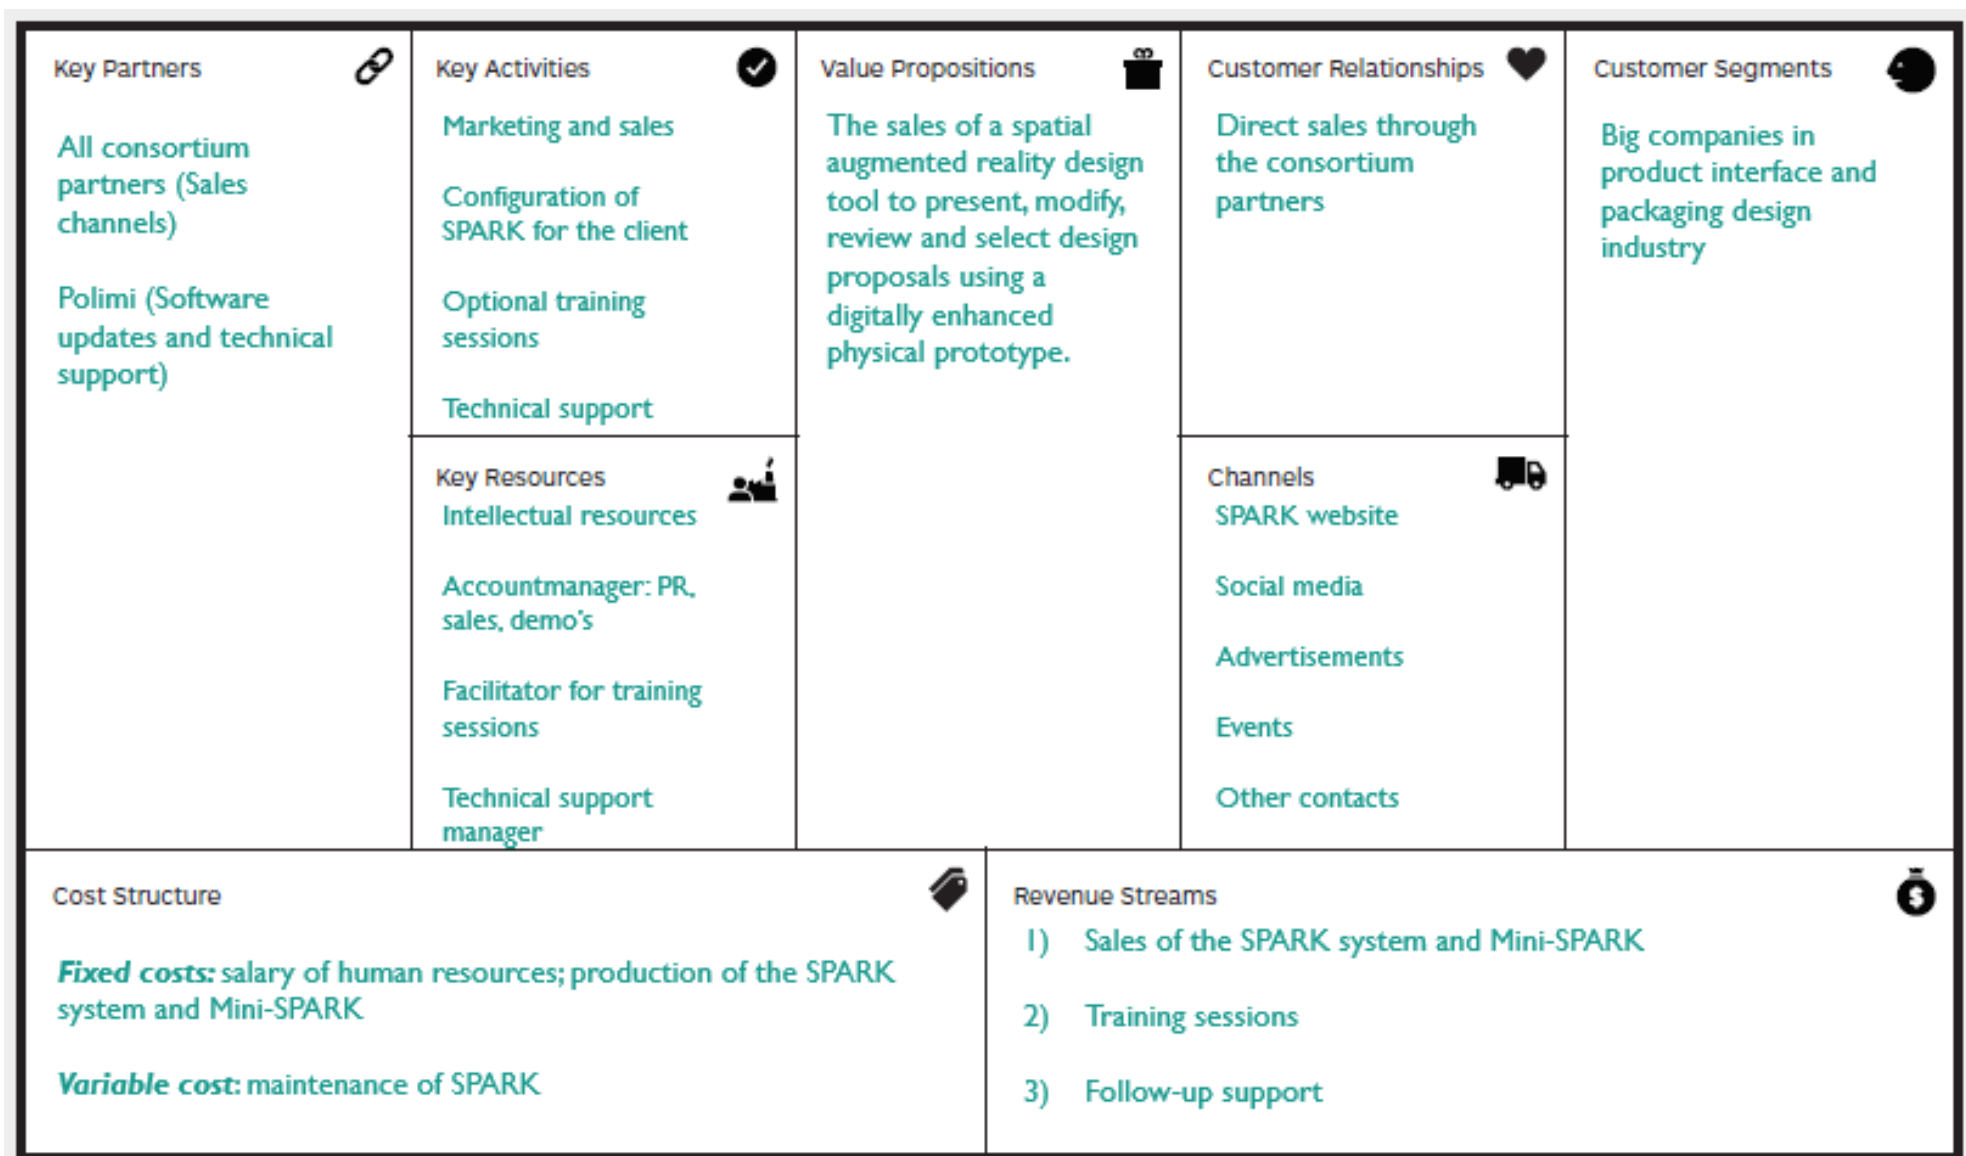 Key Partners
All consortium
partners (Sales
channels)
Polimi (Software
updates and technical
support)
Key Activities
Marketing and sales
Configuration of
SPARK for the client
Optional training
sessions
Technical support
Key Resources
Intellectual resources
Accountmanager: PR,
sales, demo's
Facilitator for training
sessions
Technical support
manager
Value Propositions
The sales of a spatial
augmented reality design
tool to present, modify,
review and select design
proposals using a
digitally enhanced
physical prototype.
Customer Relationships
Direct sales through
the consortium
partners
Channels
SPARK website
Social media
Advertisements
Events
Other contacts
Customer Segments
Big companies in
product interface and
packaging design
industry
Cost Structure
Fixed costs: salary of human resources; production of the SPARK
system and Mini-SPARK
Variable cost: maintenance of SPARK
Revenue Streams
1) Sales of the SPARK system and Mini-SPARK
2) Training sessions
3) Follow-up support